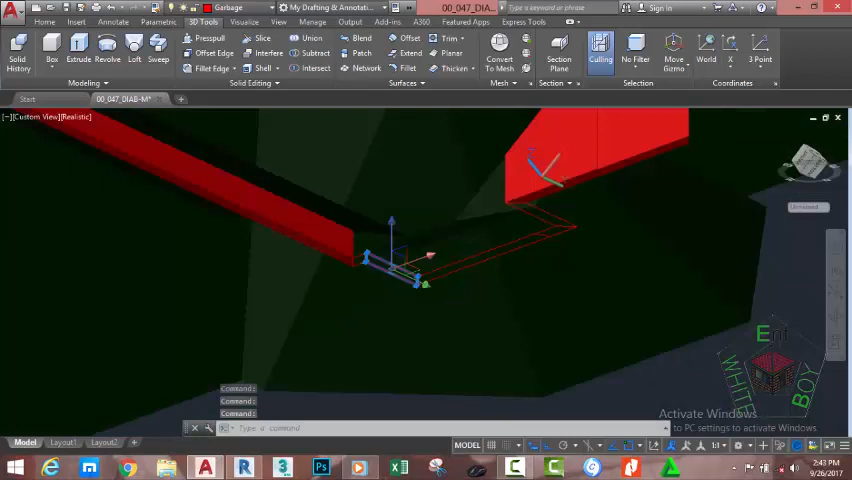 Garbage
My Drafting & Annotati...
00_047_DIA...
Type a keyword or phrase
Sign In
Home Insert Annotate Parametric 3D Tools Visualize View Manage Output Add-ins A360 Featured Apps Express Tools
Solid History
Box
Extrude
Revolve
Loft
Sweep
Presspull
Offset Edge
Fillet Edge
Slice
Interfere
Shell
Union
Subtract
Intersect
Blend
Patch
Network
Offset
Extend
Fillet
Trim
Planar
Thicken
Convert To Mesh
Section Plane
Culling
No Filter
Move Gizmo
World
X
3 Point
Modeling
Solid Editing
Surfaces
Mesh
Section
Selection
Coordinates
Start
00_047_DIAB-M*
[−][Custom View][Realistic]
Unnamed
Command:
Command:
Command:
Type a command
Activate Windows
to PC settings to activate Windows.
WHITE
BOY
Model
Layout1
Layout2
MODEL
1:1
2:43 PM
9/26/2017